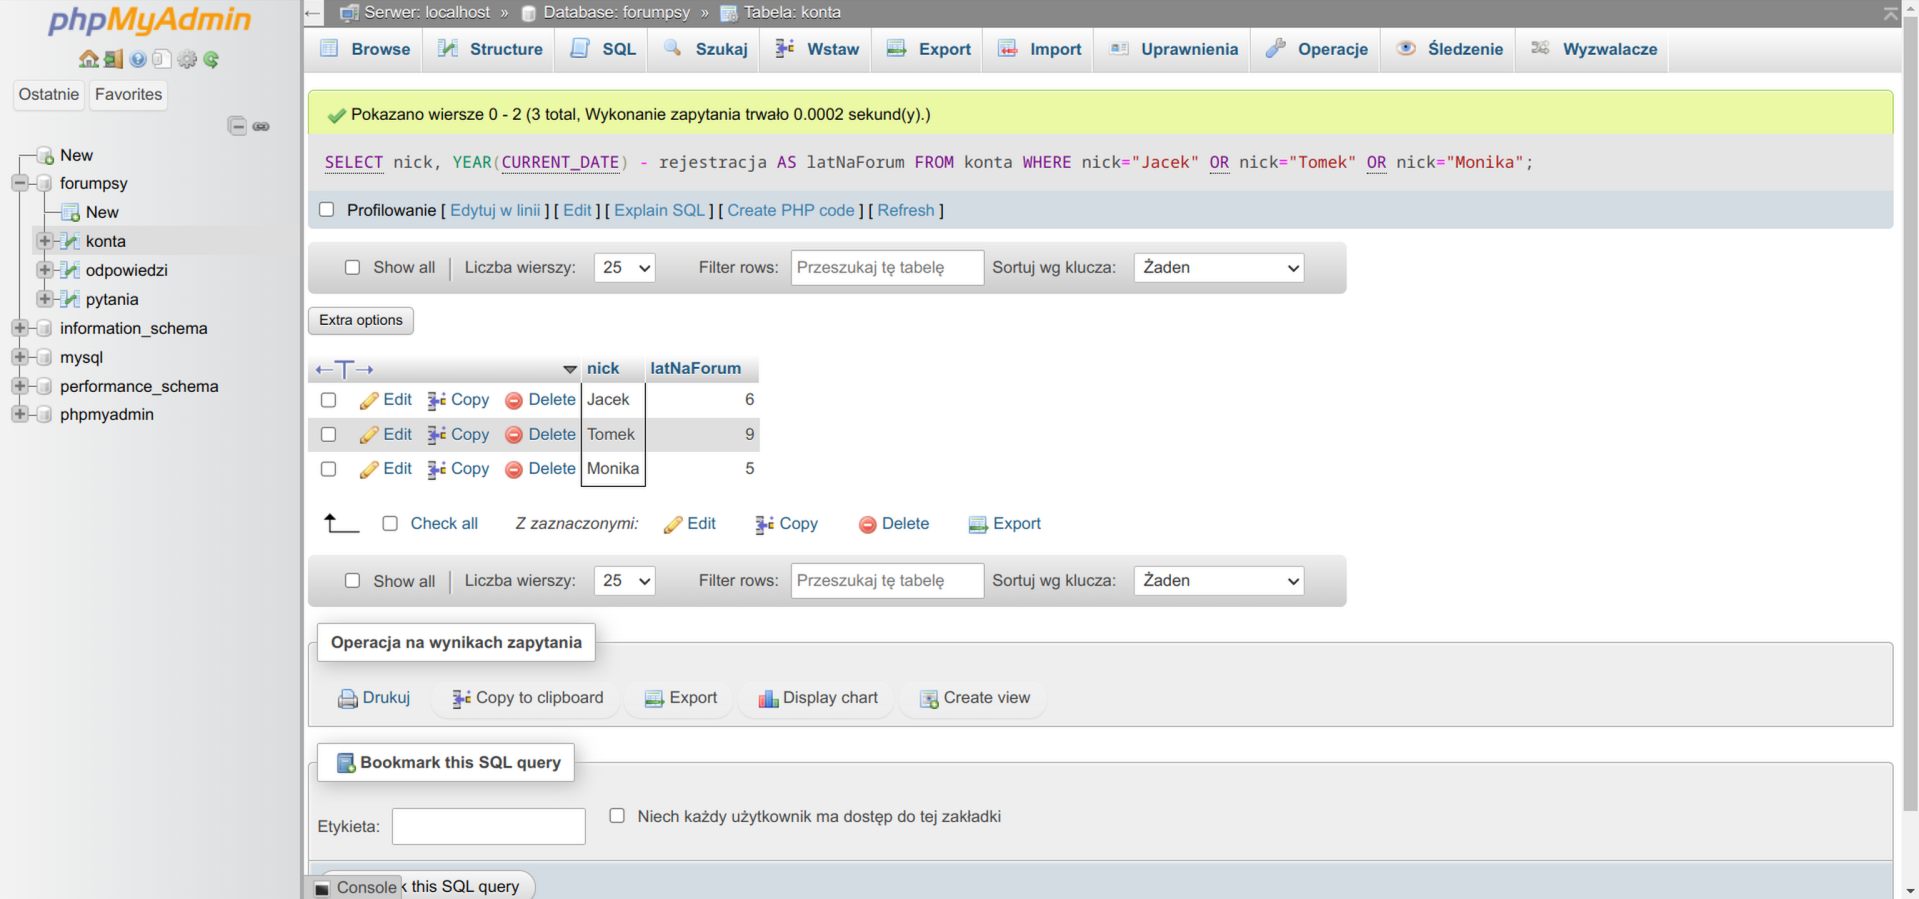 phpMyAdmin
Ostatnie Favorites
New
forumpsy
New
konta
odpowiedzi
pytania
information_schema
mysql
performance_schema
phpmyadmin
Serwer: localhost » Database: forumpsy » Tabela: konta
Browse Structure SQL Szukaj Wstaw Export Import Uprawnienia Operacje Śledzenie Wyzwalacze
Pokazano wiersze 0 - 2 (3 total, Wykonanie zapytania trwało 0.0002 sekund(y).)
SELECT nick, YEAR(CURRENT_DATE) - rejestracja AS latNaForum FROM konta WHERE nick="Jacek" OR nick="Tomek" OR nick="Monika";
Profilowanie [ Edytuj w linii ] [ Edit ] [ Explain SQL ] [ Create PHP code ] [ Refresh ]
Show all Liczba wierszy: 25 Filter rows: Przeszukaj tę tabelę Sortuj wg klucza: Żaden
Extra options
nick latNaForum
Edit Copy Delete Jacek 6
Edit Copy Delete Tomek 9
Edit Copy Delete Monika 5
Check all Z zaznaczonymi: Edit Copy Delete Export
Show all Liczba wierszy: 25 Filter rows: Przeszukaj tę tabelę Sortuj wg klucza: Żaden
Operacja na wynikach zapytania
Drukuj Copy to clipboard Export Display chart Create view
Bookmark this SQL query
Etykieta: Niech każdy użytkownik ma dostęp do tej zakładki
Console k this SQL query